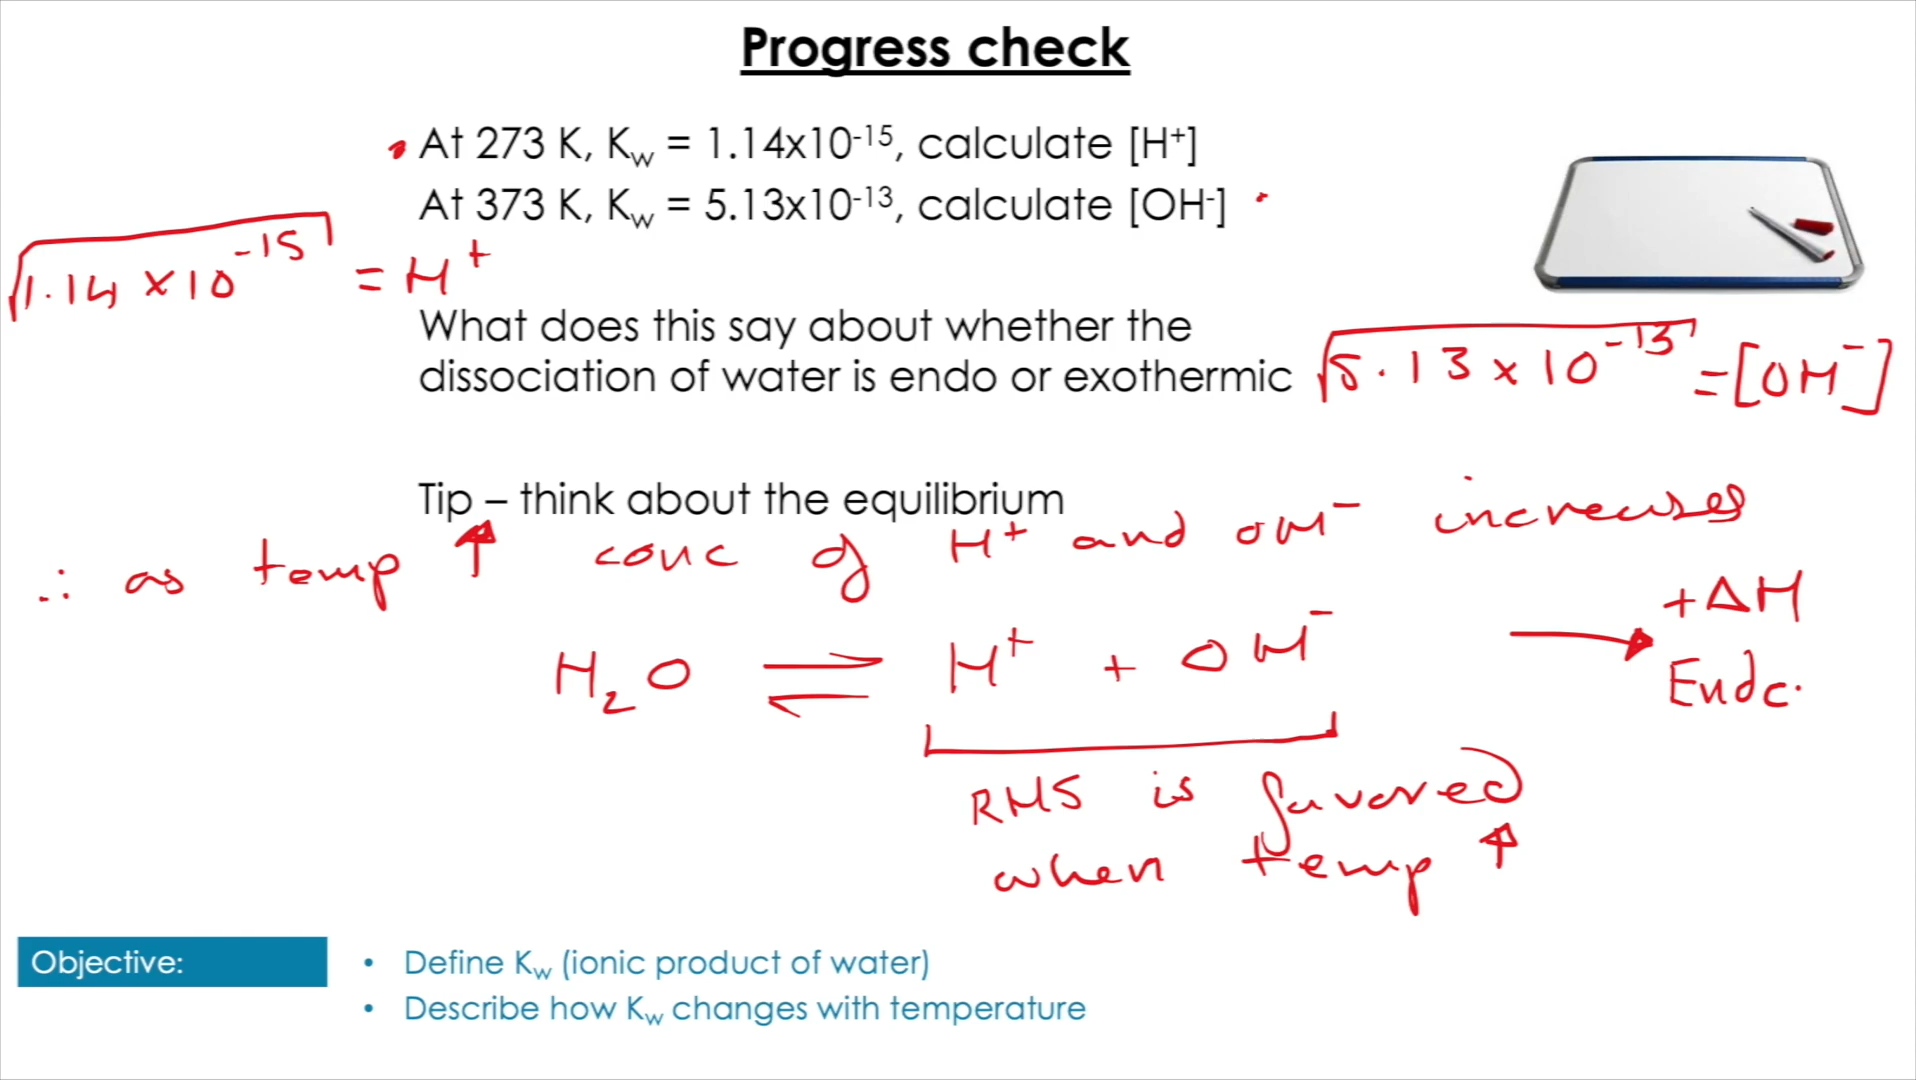 Progress check
At 273 K, Kw = 1.14x10-15, calculate [H+]
At 373 K, Kw = 5.13x10-13, calculate [OH-]
√1.14 x 10-15 = H+
What does this say about whether the
dissociation of water is endo or exothermic
√5.13 x 10-13 = [OH-]
Tip – think about the equilibrium
∴ as temp ↑ conc of H+ and OH- increases
H2O ⇌ H+ + OH- → +ΔH
Endo
RHS is favored
when temp ↑
Objective:
• Define Kw (ionic product of water)
• Describe how Kw changes with temperature